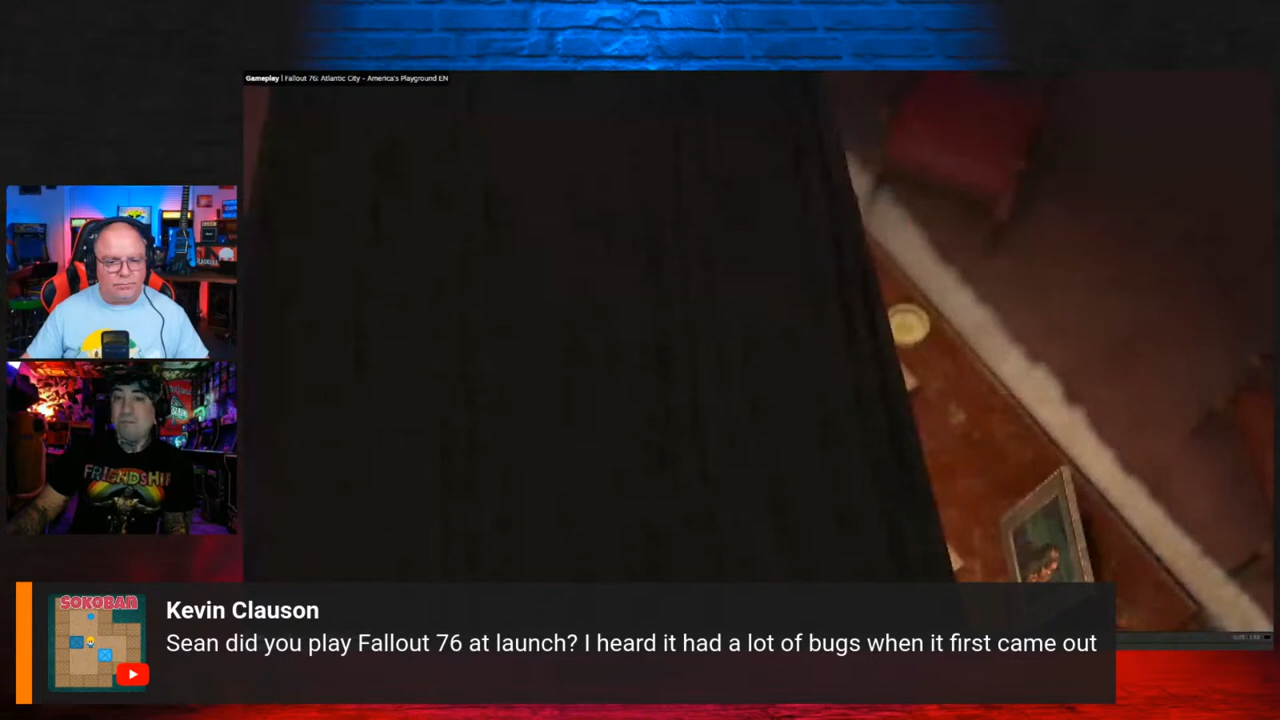 Gameplay | Fallout 76: Atlantic City - America's Playground EN
FRIENDSHIP
SOKOBAN
Kevin Clauson
Sean did you play Fallout 76 at launch? I heard it had a lot of bugs when it first came out